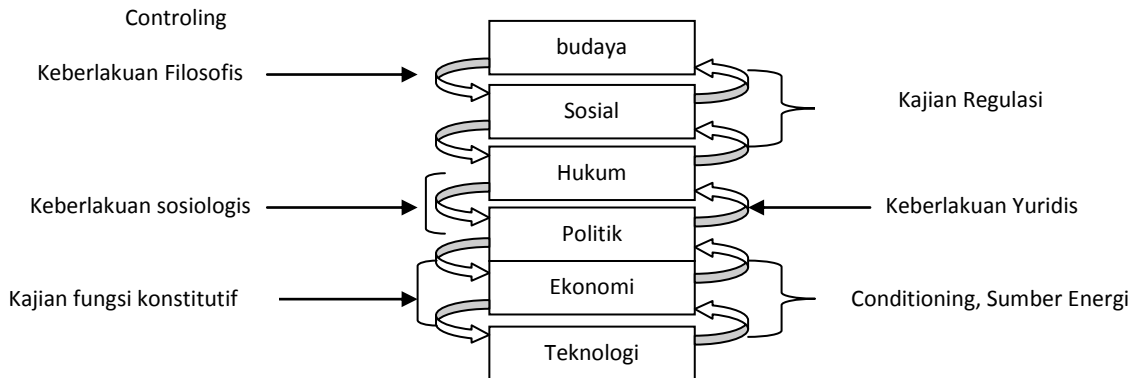 Controling
budaya
Keberlakuan Filosofis
Sosial
Kajian Regulasi
Hukum
Keberlakuan sosiologis
Keberlakuan Yuridis
Politik
Ekonomi
Kajian fungsi konstitutif
Conditioning, Sumber Energi
Teknologi